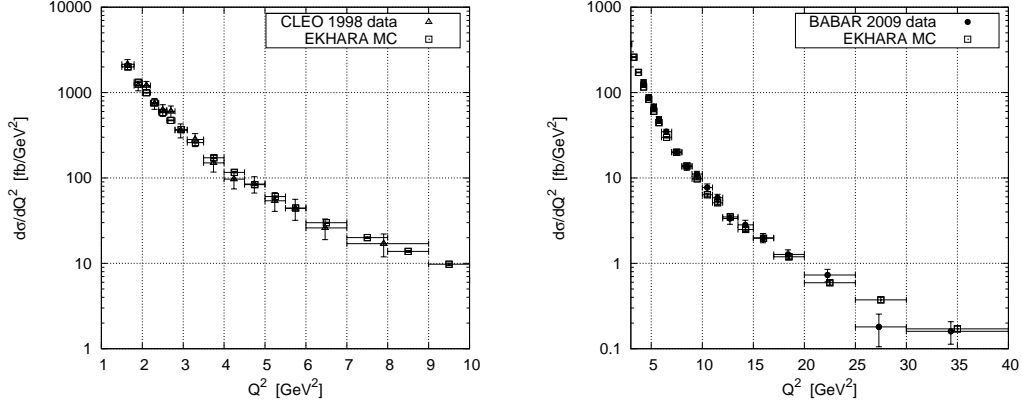 CLEO 1998 data
EKHARA MC
10000
1000
100
10
1
dσ/dQ² [fb/GeV²]
1 2 3 4 5 6 7 8 9 10
Q² [GeV²]
BABAR 2009 data
EKHARA MC
1000
100
10
1
0.1
dσ/dQ² [fb/GeV²]
5 10 15 20 25 30 35 40
Q² [GeV²]